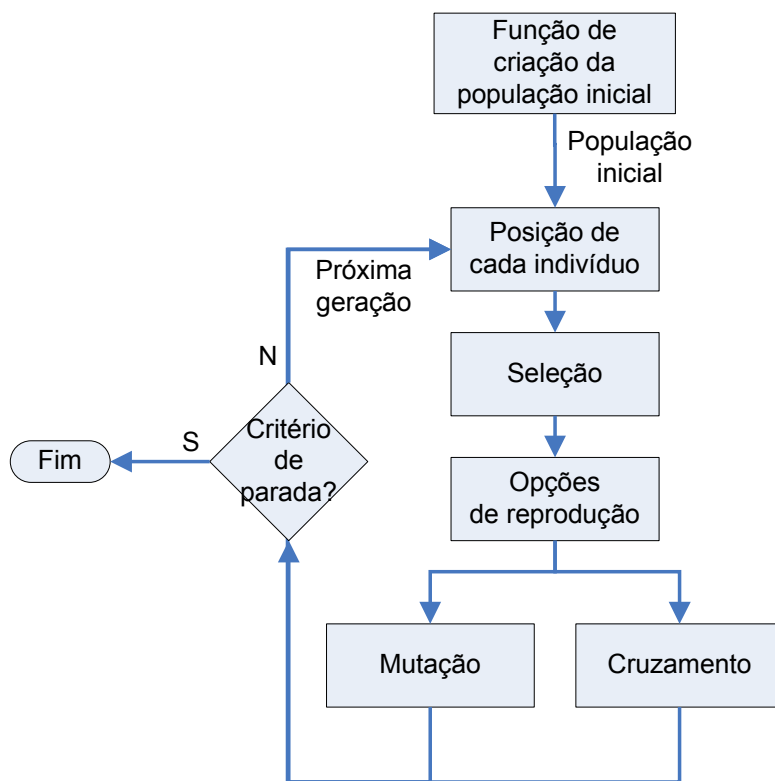 Função de
criação da
população inicial
População
inicial
Posição de
cada indivíduo
Próxima
geração
Seleção
N
S
Critério
de
parada?
Fim
Opções
de reprodução
Mutação
Cruzamento